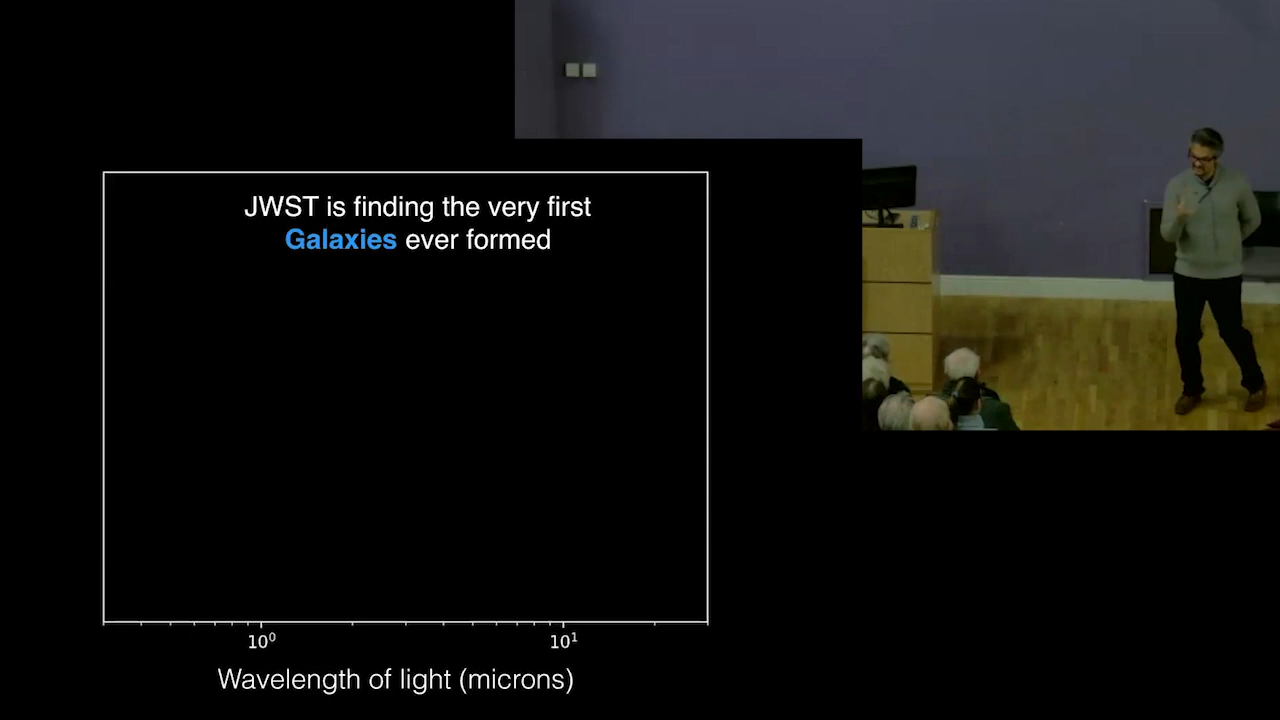 JWST is finding the very first
Galaxies ever formed
10⁰ 10¹
Wavelength of light (microns)